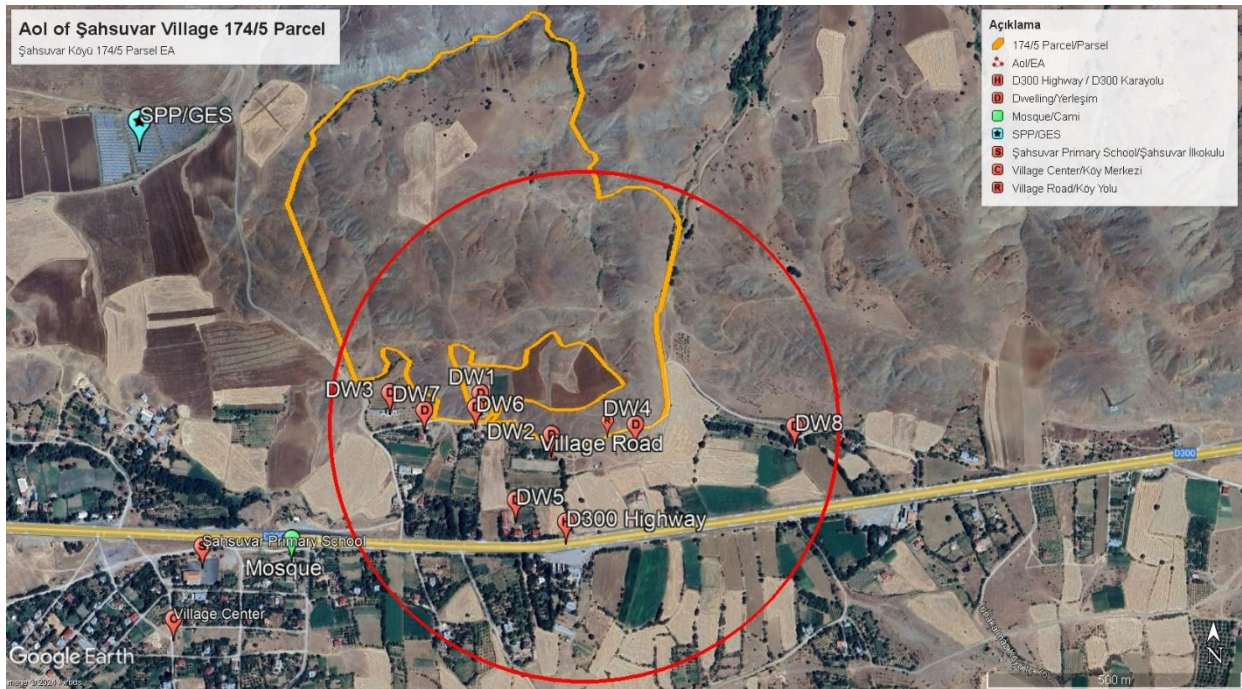 AoI of Şahsuvar Village 174/5 Parcel
Şahsuvar Köyü 174/5 Parsel EA
Açıklama
174/5 Parcel/Parsel
AoI/EA
H D300 Highway / D300 Karayolu
D Dwelling/Yerleşim
Mosque/Cami
SPP/GES
S Şahsuvar Primary School/Şahsuvar İlkokulu
C Village Center/Köy Merkezi
R Village Road/Köy Yolu
SPP/GES
DW3
DW7
DW1
DW6
DW2
DW4
DW8
Village Road
DW5
D300 Highway
D300
Şahsuvar Primary School
Mosque
Village Center
Google Earth
Image © 2024 Airbus
N
500 m